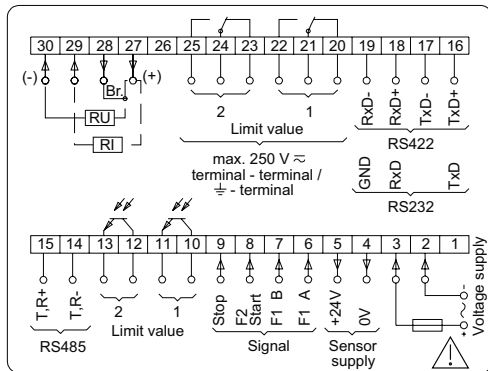 30 29 28 27 26 25 24 23 22 21 20 19 18 17 16
(-) (+)
Br.
RU
RI
2 1
Limit value
max. 250 V ⎓
terminal - terminal /
⏚ - terminal
RxD- RxD+ TxD- TxD+
RS422
GND RxD TxD
RS232
15 14 13 12 11 10 9 8 7 6 5 4 3 2 1
T,R+ T,R-
RS485
2 1
Limit value
Stop
F2 Start
F1 B
F1 A
Signal
+24V 0V
Sensor
supply
- ~ +
Voltage supply